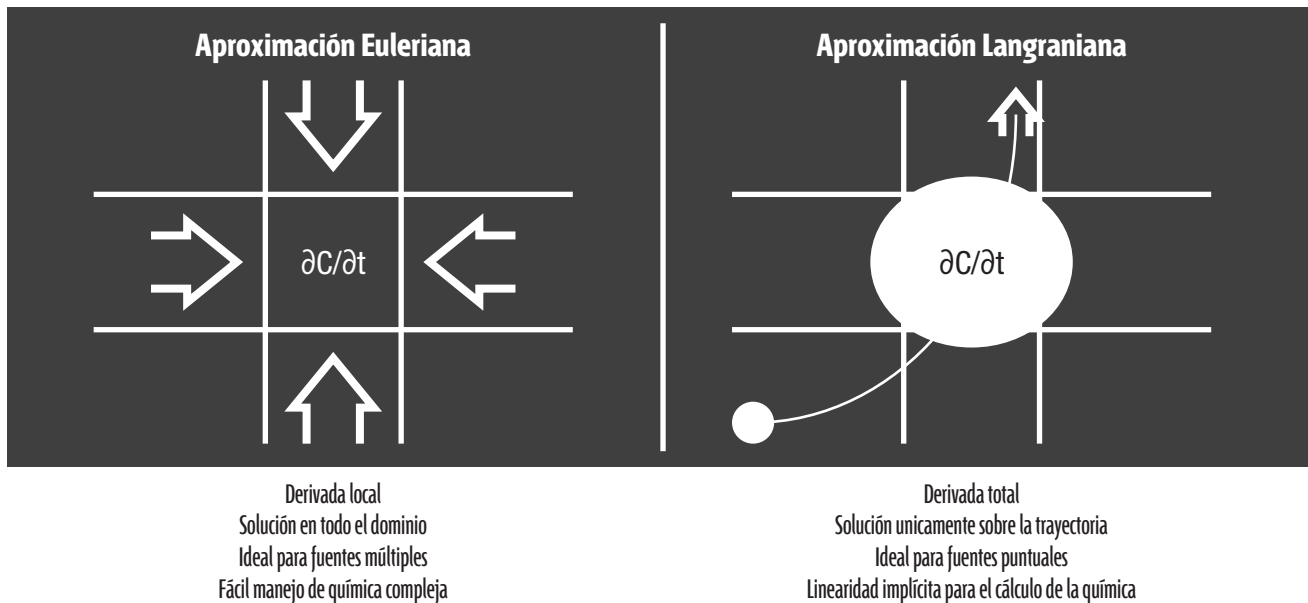 Aproximación Euleriana
∂C/∂t
Derivada local
Solución en todo el dominio
Ideal para fuentes múltiples
Fácil manejo de química compleja
Aproximación Langraniana
∂C/∂t
Derivada total
Solución unicamente sobre la trayectoria
Ideal para fuentes puntuales
Linearidad implícita para el cálculo de la química